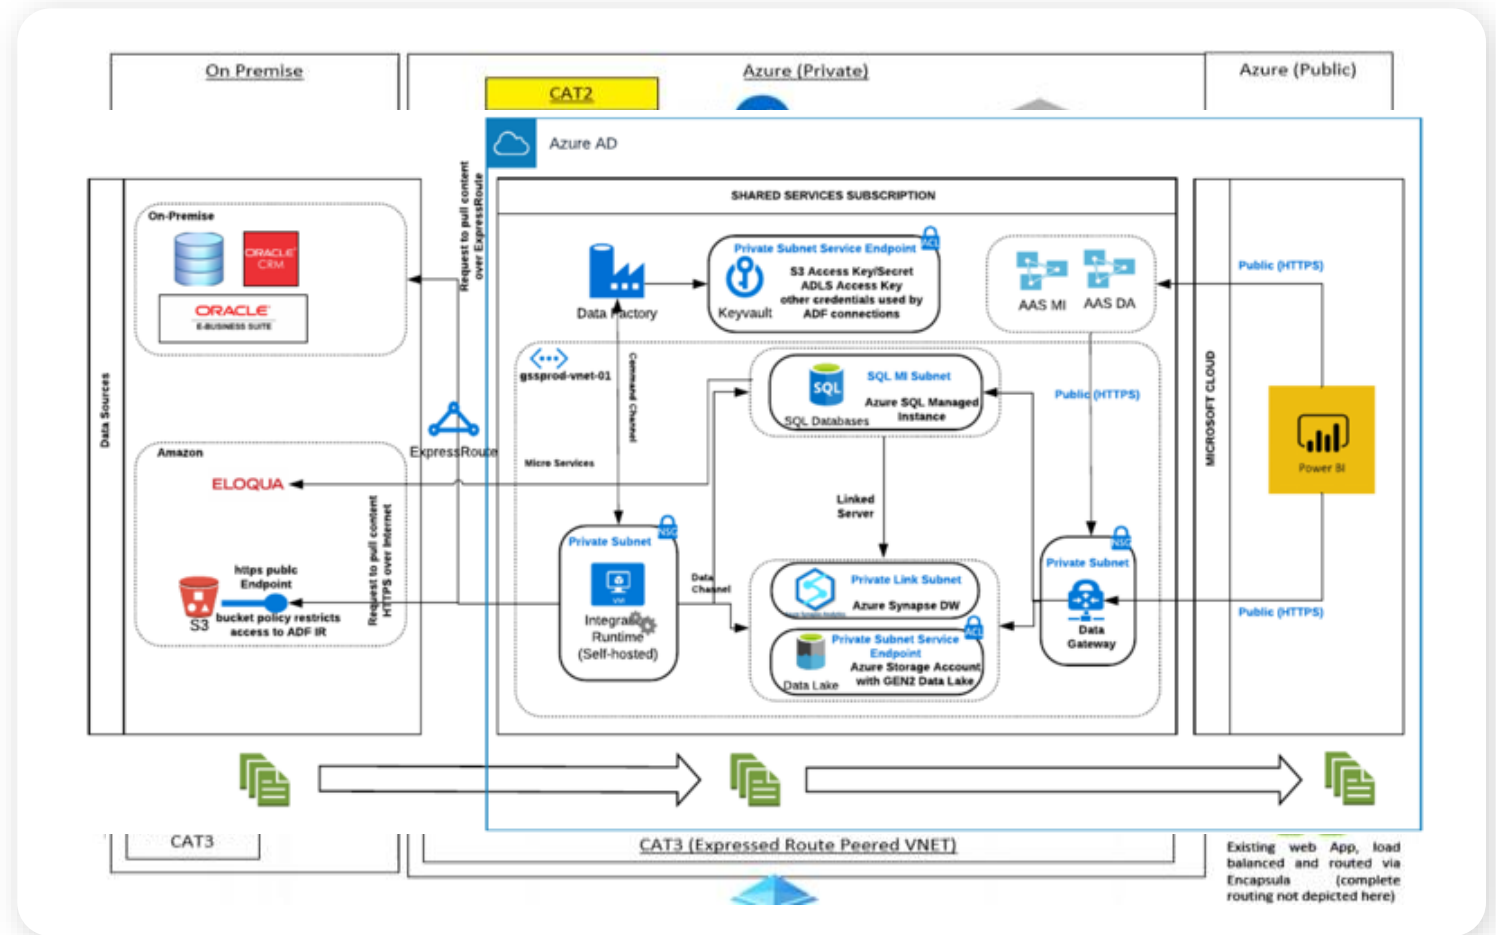 On Premise
Azure (Private)
Azure (Public)
CAT2
Azure AD
Request to pull content
over ExpressRoute
SHARED SERVICES SUBSCRIPTION
On-Premise
ORACLE
CRM
ORACLE
E-BUSINESS SUITE
Data Sources
Data Factory
Private Subnet Service Endpoint
ACL
S3 Access Key/Secret
ADLS Access Key
other credentials used by
ADF connections
Keyvault
AAS MI
AAS DA
Public (HTTPS)
gssprod-vnet-01
Command Channel
SQL
SQL MI Subnet
Azure SQL Managed
Instance
SQL Databases
Public (HTTPS)
MICROSOFT CLOUD
Power BI
ExpressRoute
Amazon
ELOQUA
Micro Services
Linked
Server
Request to pull content
HTTPS over Internet
https public
Endpoint
S3
bucket policy restricts
access to ADF IR
Private Subnet
NSG
VM
Runtime
(Self-hosted)
Data
Channel
Private Link Subnet
Azure Synapse DW
Private Subnet Service
Endpoint
ACL
Azure Storage Account
with GEN2 Data Lake
Data Lake
Private Subnet
NSG
Data
Gateway
Public (HTTPS)
CAT3
CAT3 (Expressed Route Peered VNET)
Existing web App, load
balanced and routed via
Encapsula (complete
routing not depicted here)